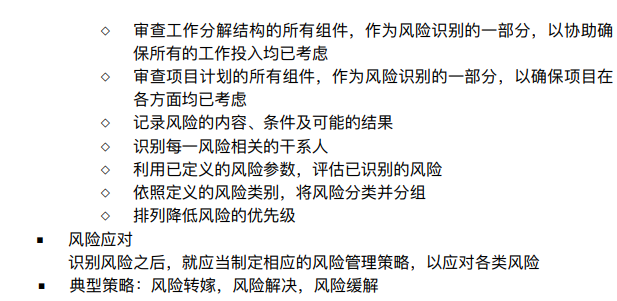 ◇ 审查工作分解结构的所有组件，作为风险识别的一部分，以协助确
保所有的工作投入均已考虑
◇ 审查项目计划的所有组件，作为风险识别的一部分，以确保项目在
各方面均已考虑
◇ 记录风险的内容、条件及可能的结果
◇ 识别每一风险相关的干系人
◇ 利用已定义的风险参数，评估已识别的风险
◇ 依照定义的风险类别，将风险分类并分组
◇ 排列降低风险的优先级
▪ 风险应对
识别风险之后，就应当制定相应的风险管理策略，以应对各类风险
▪ 典型策略：风险转嫁，风险解决，风险缓解